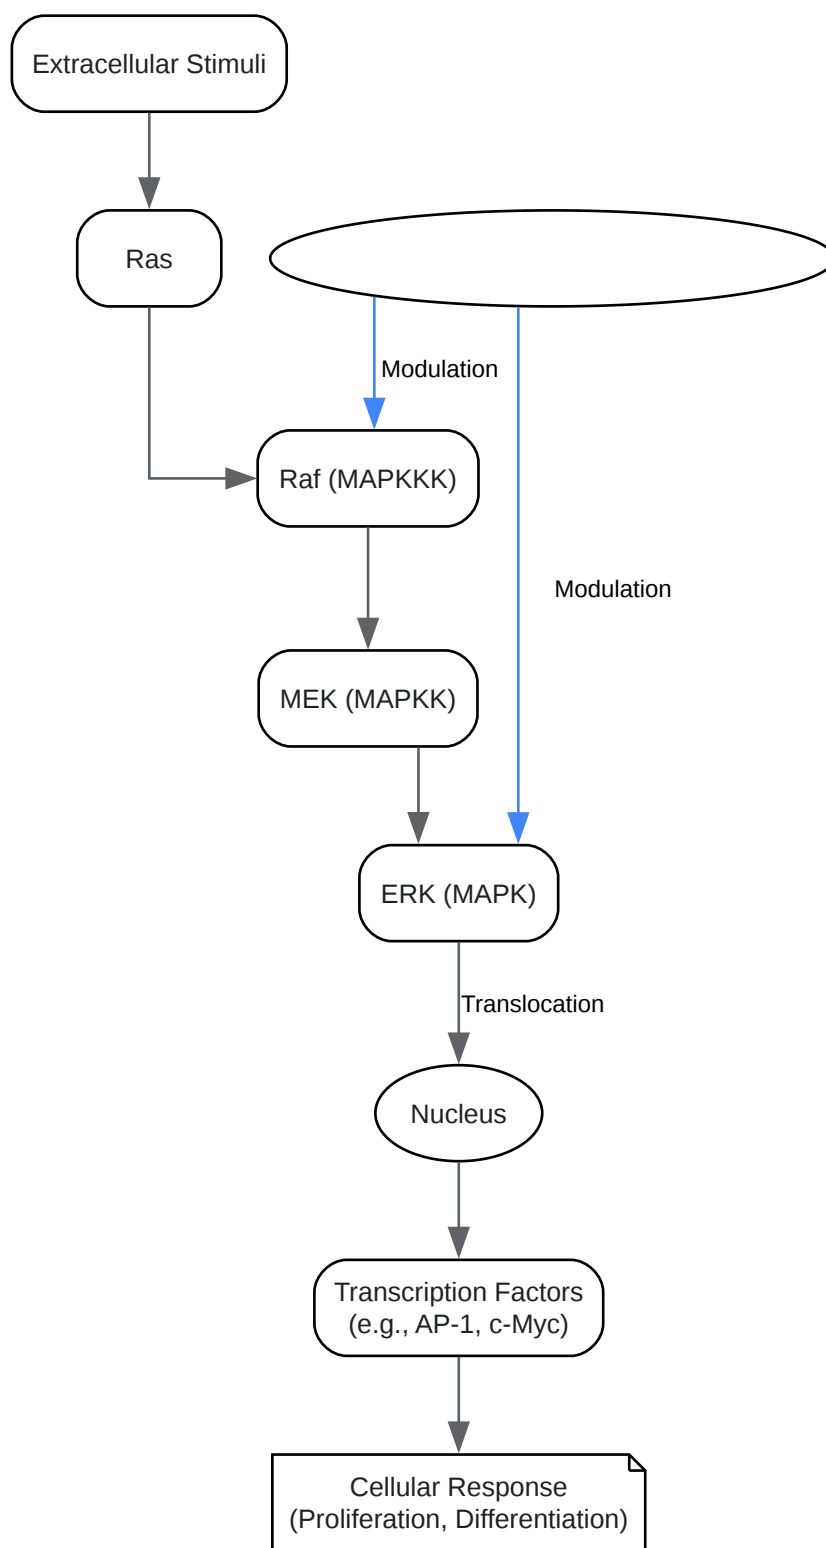 Extracellular Stimuli
Ras
Modulation
Raf (MAPKKK)
Modulation
MEK (MAPKK)
ERK (MAPK)
Translocation
Nucleus
Transcription Factors
(e.g., AP-1, c-Myc)
Cellular Response
(Proliferation, Differentiation)